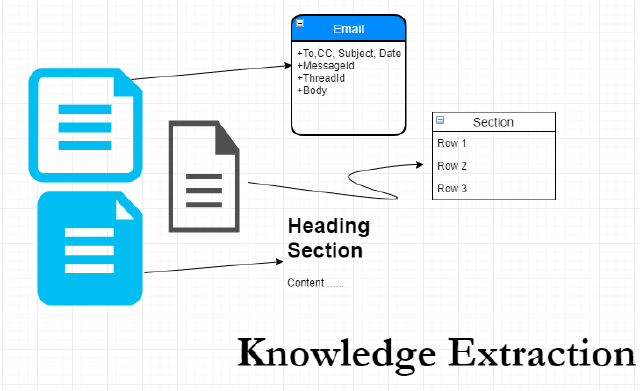 Email
+To,CC, Subject, Date
+MessageId
+ThreadId
+Body
Section
Row 1
Row 2
Row 3
Heading
Section
Content ......
Knowledge Extraction